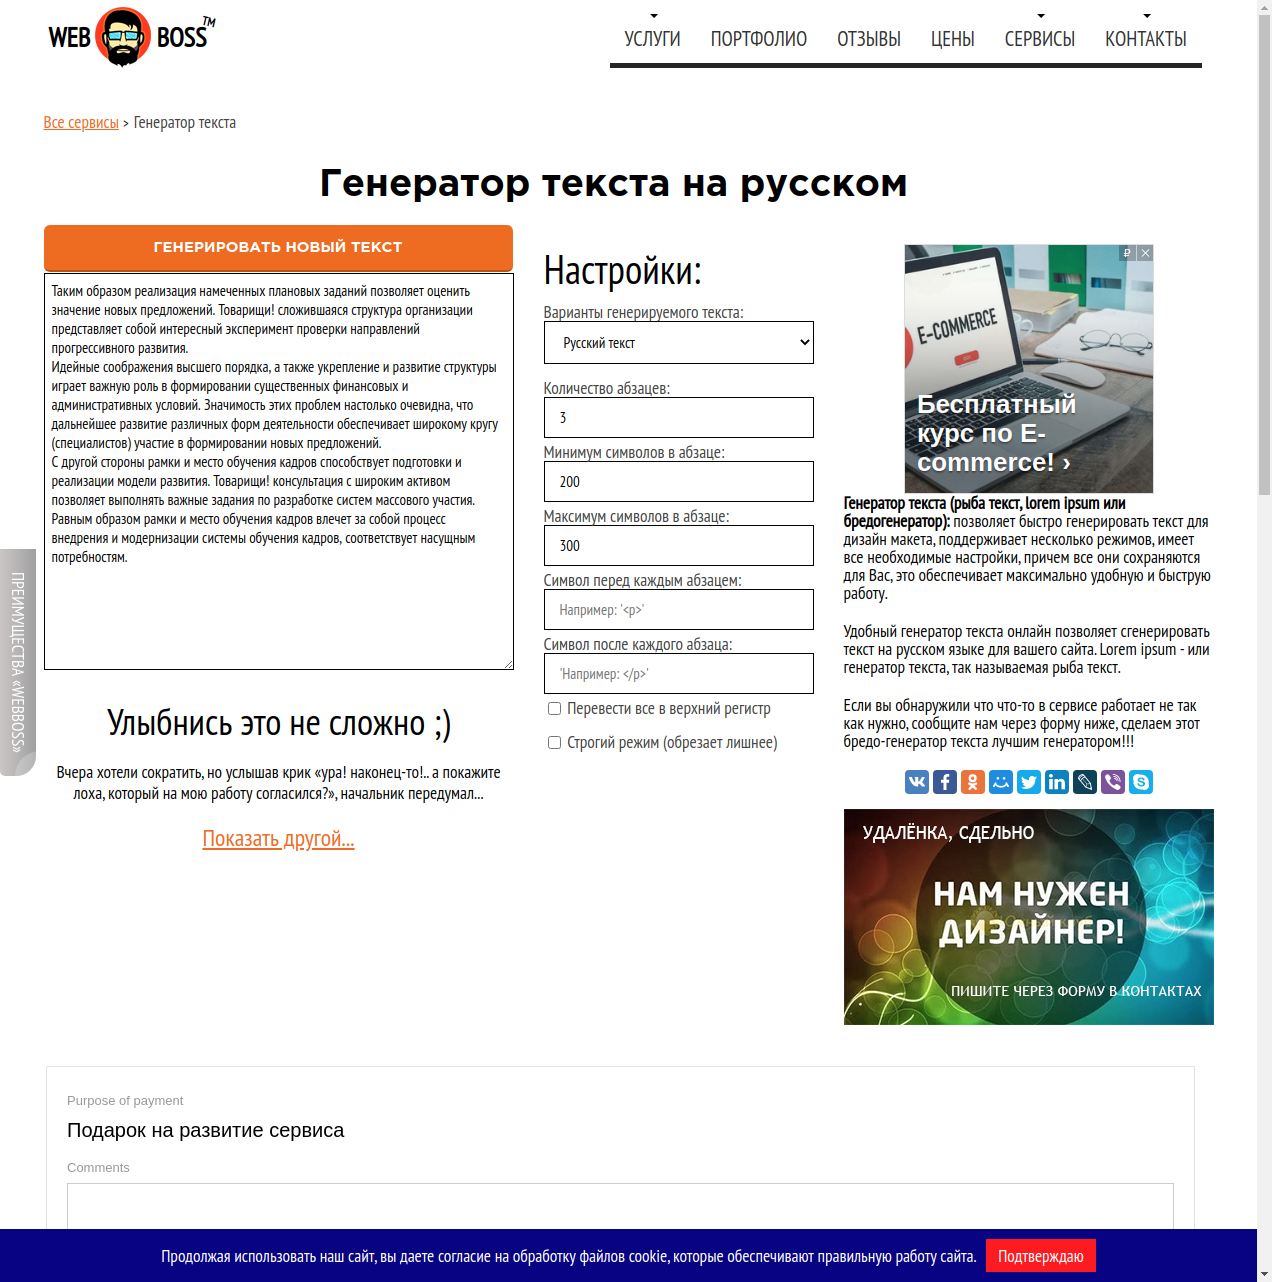 WEB BOSS™
УСЛУГИ ПОРТФОЛИО ОТЗЫВЫ ЦЕНЫ СЕРВИСЫ КОНТАКТЫ
Все сервисы > Генератор текста
Генератор текста на русском
ГЕНЕРИРОВАТЬ НОВЫЙ ТЕКСТ
Таким образом реализация намеченных плановых заданий позволяет оценить
значение новых предложений. Товарищи! сложившаяся структура организации
представляет собой интересный эксперимент проверки направлений
прогрессивного развития.
Идейные соображения высшего порядка, а также укрепление и развитие структуры
играет важную роль в формировании существенных финансовых и
административных условий. Значимость этих проблем настолько очевидна, что
дальнейшее развитие различных форм деятельности обеспечивает широкому кругу
(специалистов) участие в формировании новых предложений.
С другой стороны рамки и место обучения кадров способствует подготовки и
реализации модели развития. Товарищи! консультация с широким активом
позволяет выполнять важные задания по разработке систем массового участия.
Равным образом рамки и место обучения кадров влечет за собой процесс
внедрения и модернизации системы обучения кадров, соответствует насущным
потребностям.
ПРЕИМУЩЕСТВА «WEBBOSS»
Улыбнись это не сложно ;)
Вчера хотели сократить, но услышав крик «ура! наконец-то!.. а покажите
лоха, который на мою работу согласился?», начальник передумал...
Показать другой...
Настройки:
Варианты генерируемого текста:
Русский текст
Количество абзацев:
3
Минимум символов в абзаце:
200
Максимум символов в абзаце:
300
Символ перед каждым абзацем:
Например: '<p>'
Символ после каждого абзаца:
'Например: </p>'
Перевести все в верхний регистр
Строгий режим (обрезает лишнее)
₽
E-COMMERCE
Бесплатный
курс по E-
commerce! ›
Генератор текста (рыба текст, lorem ipsum или
бредогенератор): позволяет быстро генерировать текст для
дизайн макета, поддерживает несколько режимов, имеет
все необходимые настройки, причем все они сохраняются
для Вас, это обеспечивает максимально удобную и быструю
работу.
Удобный генератор текста онлайн позволяет сгенерировать
текст на русском языке для вашего сайта. Lorem ipsum - или
генератор текста, так называемая рыба текст.
Если вы обнаружили что что-то в сервисе работает не так
как нужно, сообщите нам через форму ниже, сделаем этот
бредо-генератор текста лучшим генератором!!!
УДАЛЁНКА, СДЕЛЬНО
НАМ НУЖЕН
ДИЗАЙНЕР!
ПИШИТЕ ЧЕРЕЗ ФОРМУ В КОНТАКТАХ
Purpose of payment
Подарок на развитие сервиса
Comments
Продолжая использовать наш сайт, вы даете согласие на обработку файлов cookie, которые обеспечивают правильную работу сайта. Подтверждаю